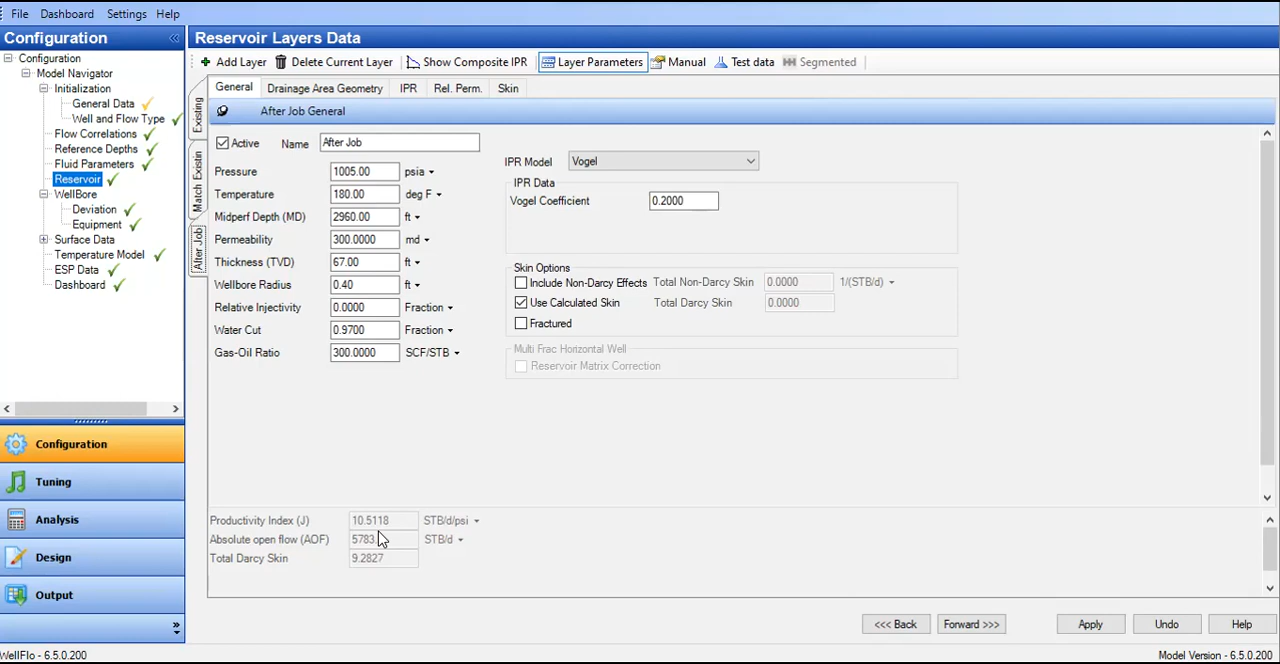 File Dashboard Settings Help
Configuration «
Reservoir Layers Data
Add Layer Delete Current Layer Show Composite IPR Layer Parameters Manual Test data Segmented
Configuration
Model Navigator
Initialization
General Data
Well and Flow Type
Flow Correlations
Reference Depths
Fluid Parameters
Reservoir
WellBore
Deviation
Equipment
Surface Data
Temperature Model
ESP Data
Dashboard
Configuration
Tuning
Analysis
Design
Output
»
Existing
Match Existin
After Job
General Drainage Area Geometry IPR Rel. Perm. Skin
After Job General
Active Name After Job
Pressure 1005.00 psia
Temperature 180.00 deg F
Midperf Depth (MD) 2960.00 ft
Permeability 300.0000 md
Thickness (TVD) 67.00 ft
Wellbore Radius 0.40 ft
Relative Injectivity 0.0000 Fraction
Water Cut 0.9700 Fraction
Gas-Oil Ratio 300.0000 SCF/STB
IPR Model Vogel
IPR Data
Vogel Coefficient 0.2000
Skin Options
Include Non-Darcy Effects Total Non-Darcy Skin 0.0000 1/(STB/d)
Use Calculated Skin Total Darcy Skin 0.0000
Fractured
Multi Frac Horizontal Well
Reservoir Matrix Correction
Productivity Index (J) 10.5118 STB/d/psi
Absolute open flow (AOF) 5783. STB/d
Total Darcy Skin 9.2827
<<< Back Forward >>> Apply Undo Help
WellFlo - 6.5.0.200
Model Version - 6.5.0.200